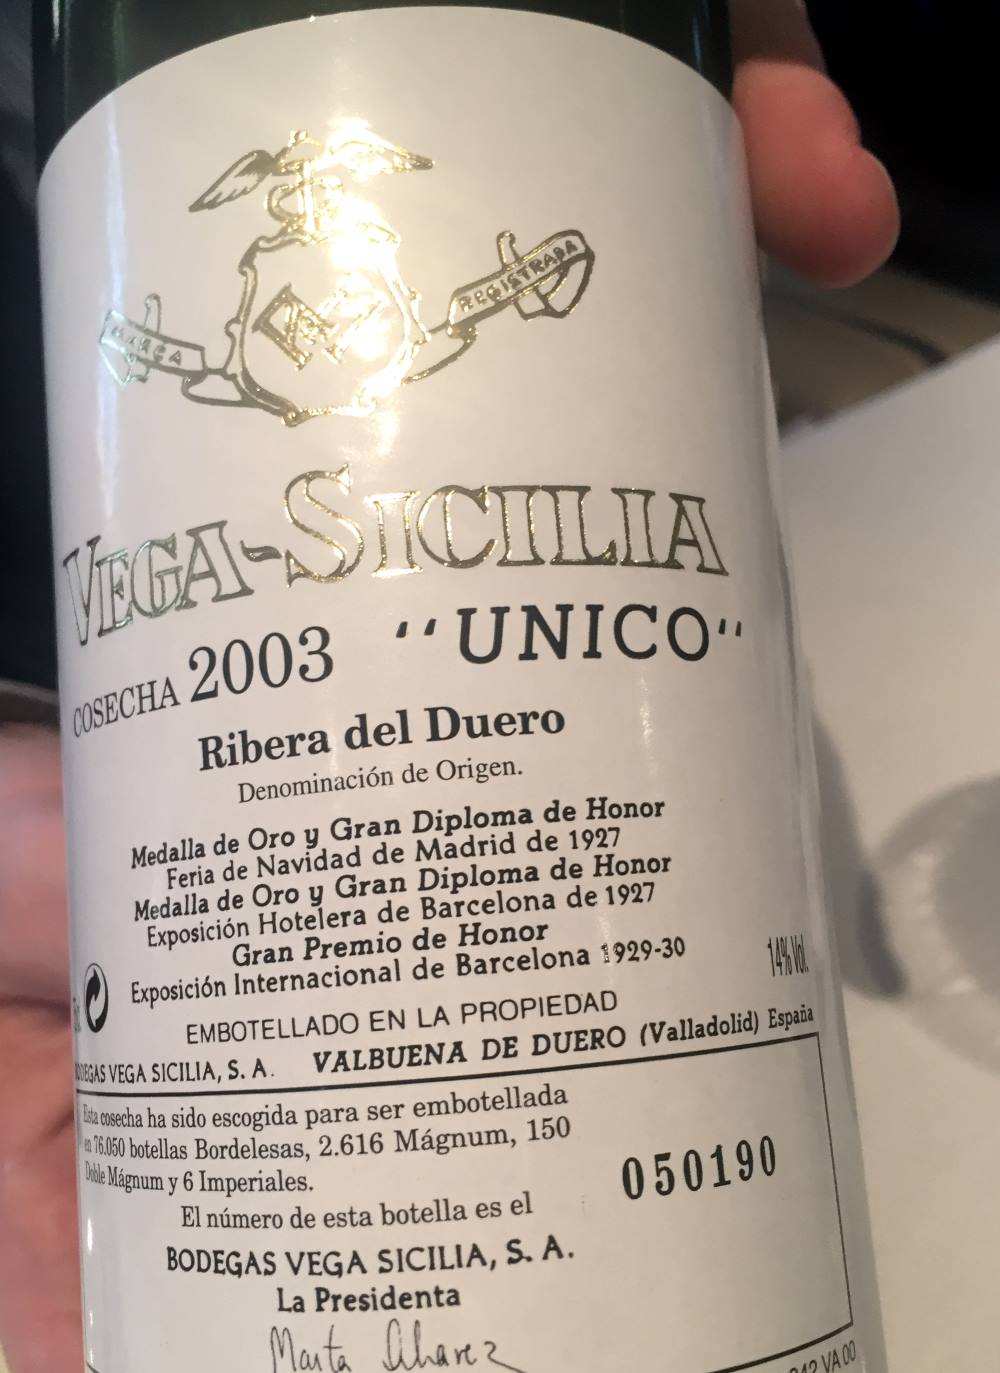 MARCA
REGISTRADA
VEGA-SICILIA
COSECHA 2003 "UNICO"
Ribera del Duero
Denominación de Origen.
Medalla de Oro y Gran Diploma de Honor
Feria de Navidad de Madrid de 1927
Medalla de Oro y Gran Diploma de Honor
Exposición Hotelera de Barcelona de 1927
Gran Premio de Honor
Exposición Internacional de Barcelona 1929-30
14% Vol.
EMBOTELLADO EN LA PROPIEDAD
BODEGAS VEGA SICILIA, S. A. VALBUENA DE DUERO (Valladolid) España
Esta cosecha ha sido escogida para ser embotellada
en 76.050 botellas Bordelesas, 2.616 Mágnum, 150
Doble Mágnum y 6 Imperiales.
El número de esta botella es el
050190
BODEGAS VEGA SICILIA, S. A.
La Presidenta
Marta Alvarez
VA 00